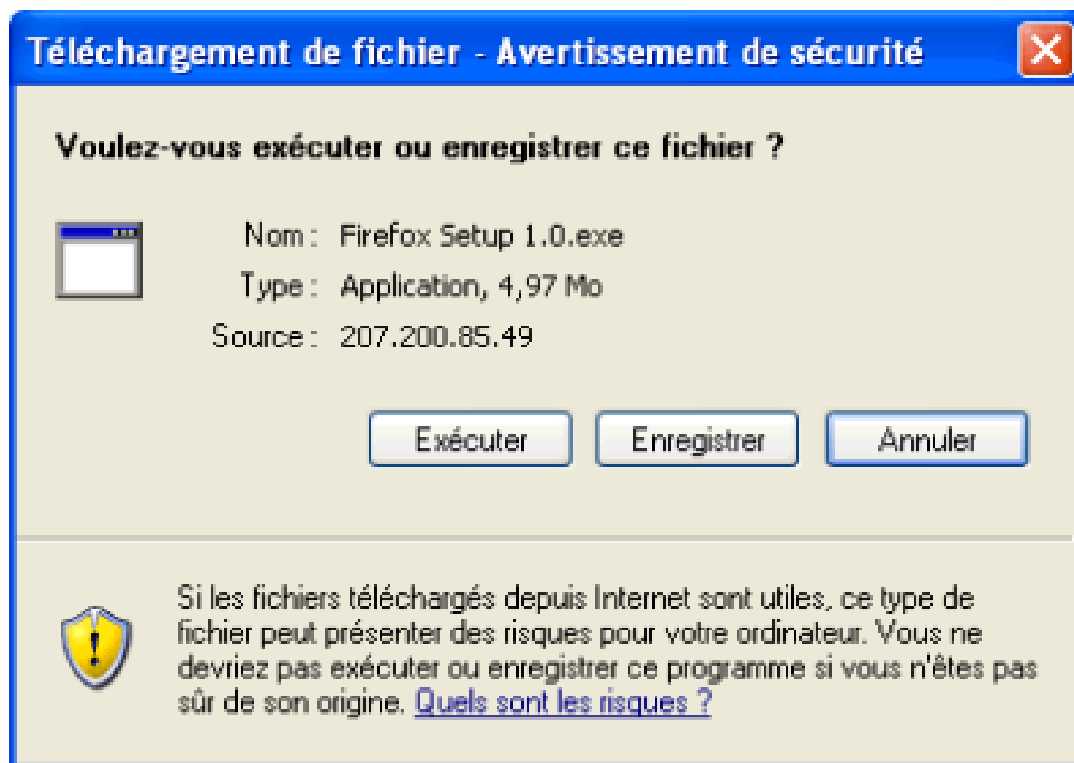 Téléchargement de fichier - Avertissement de sécurité
Voulez-vous exécuter ou enregistrer ce fichier ?
Nom : Firefox Setup 1.0.exe
Type : Application, 4,97 Mo
Source : 207.200.85.49
Exécuter Enregistrer Annuler
Si les fichiers téléchargés depuis Internet sont utiles, ce type de
fichier peut présenter des risques pour votre ordinateur. Vous ne
devriez pas exécuter ou enregistrer ce programme si vous n'êtes pas
sûr de son origine. Quels sont les risques ?